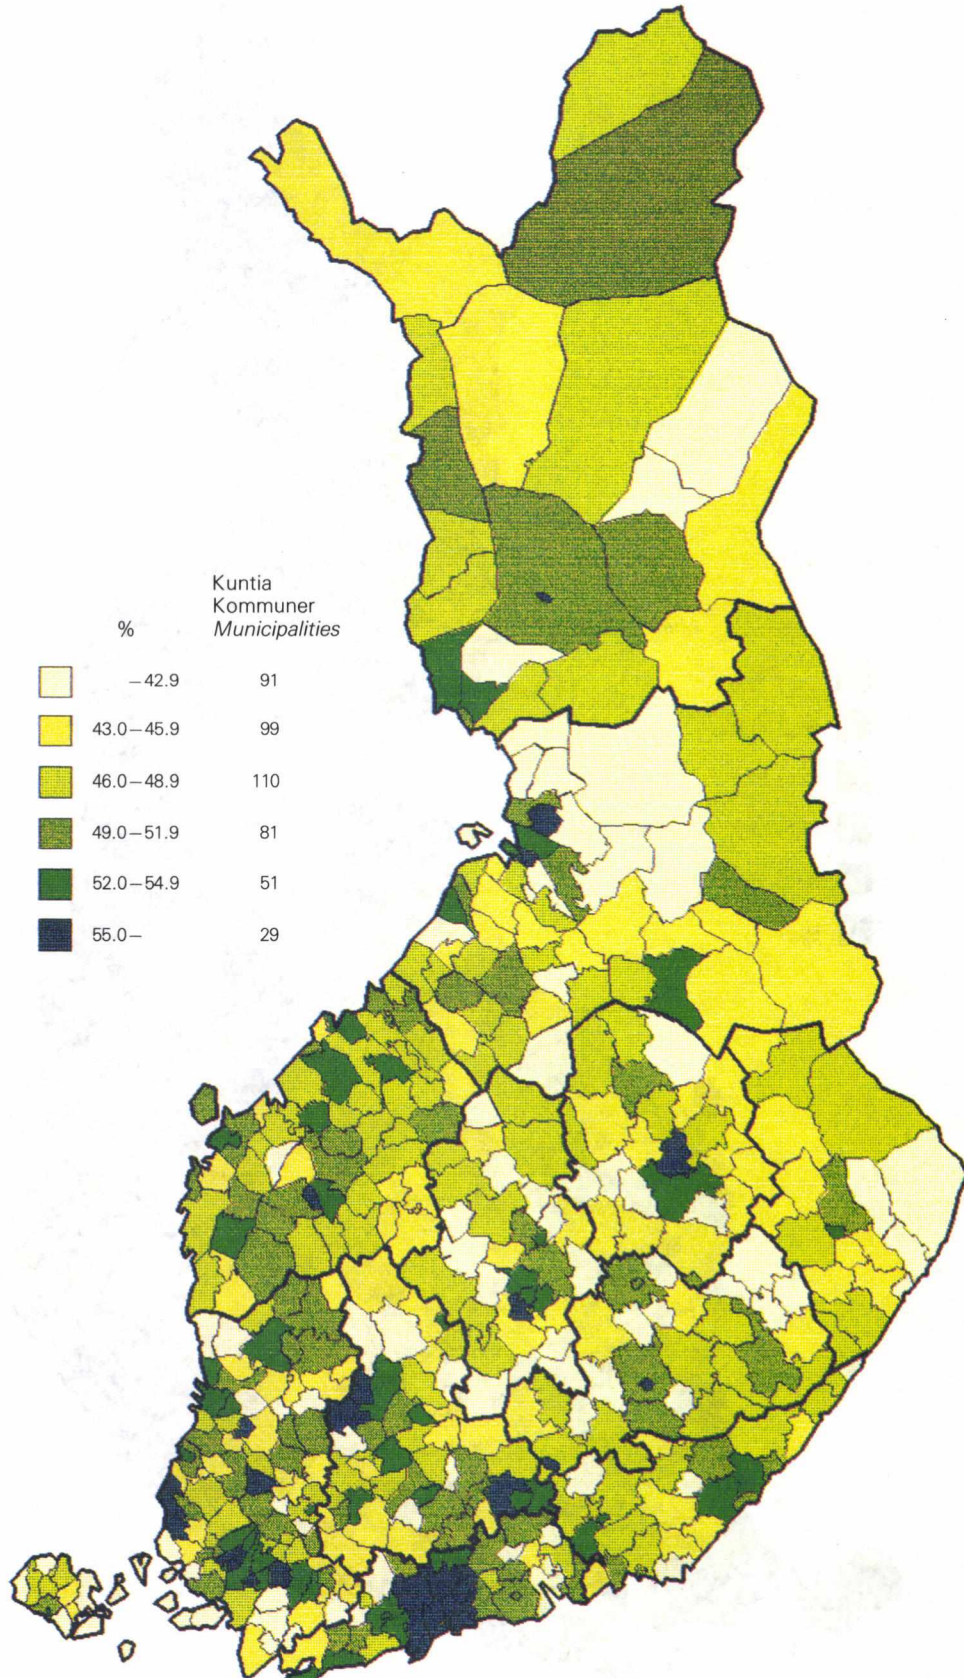 Kuntia
Kommuner
% Municipalities
–42.9 91
43.0–45.9 99
46.0–48.9 110
49.0–51.9 81
52.0–54.9 51
55.0– 29